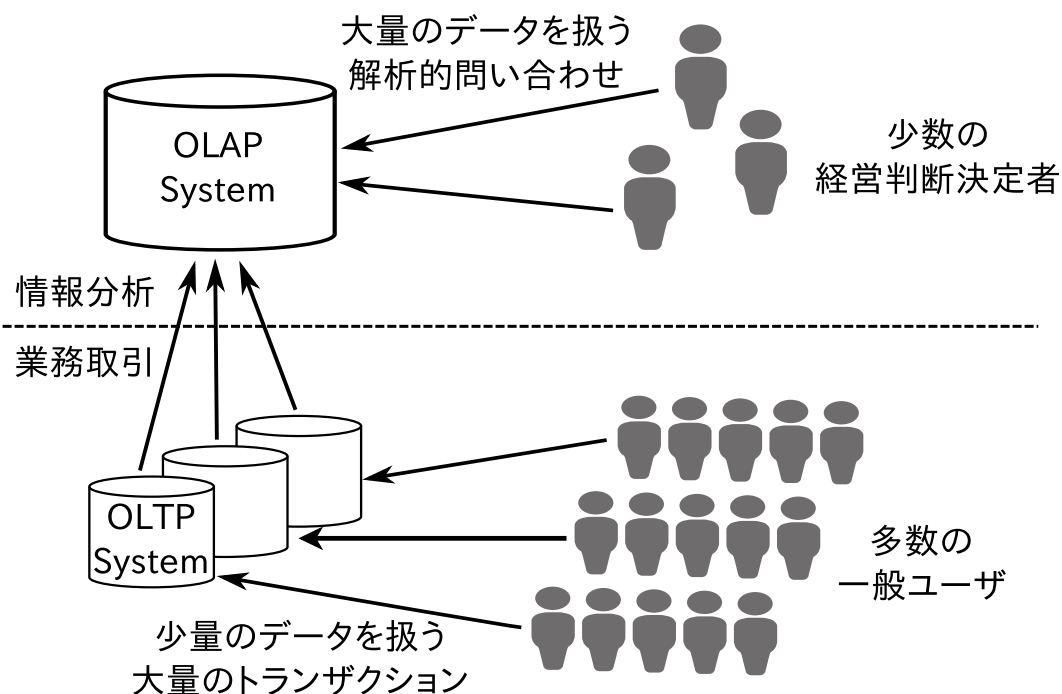 大量のデータを扱う
解析的問い合わせ
OLAP
System
少数の
経営判断決定者
情報分析
業務取引
OLTP
System
多数の
一般ユーザ
少量のデータを扱う
大量のトランザクション